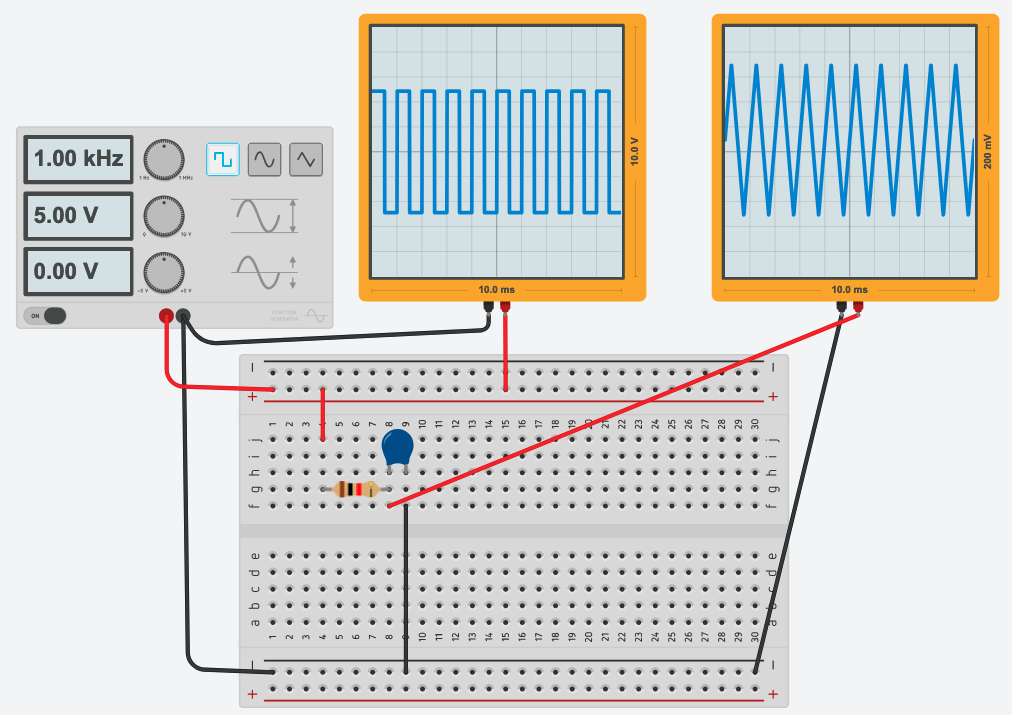 1.00 kHz
1 Hz
1 MHz
5.00 V
0
10 V
0.00 V
-5 V
+5 V
ON
FUNCTION
GENERATOR
10.0 V
10.0 ms
200 mV
10.0 ms
− −
+ +
1 2 3 4 5 6 7 8 9 10 11 12 13 14 15 16 17 18 19 20 21 22 23 24 25 26 27 28 29 30
j j
i i
h h
g g
f f
e e
d d
c c
b b
a a
1 2 3 4 5 6 7 8 9 10 11 12 13 14 15 16 17 18 19 20 21 22 23 24 25 26 27 28 29 30
− −
+ +